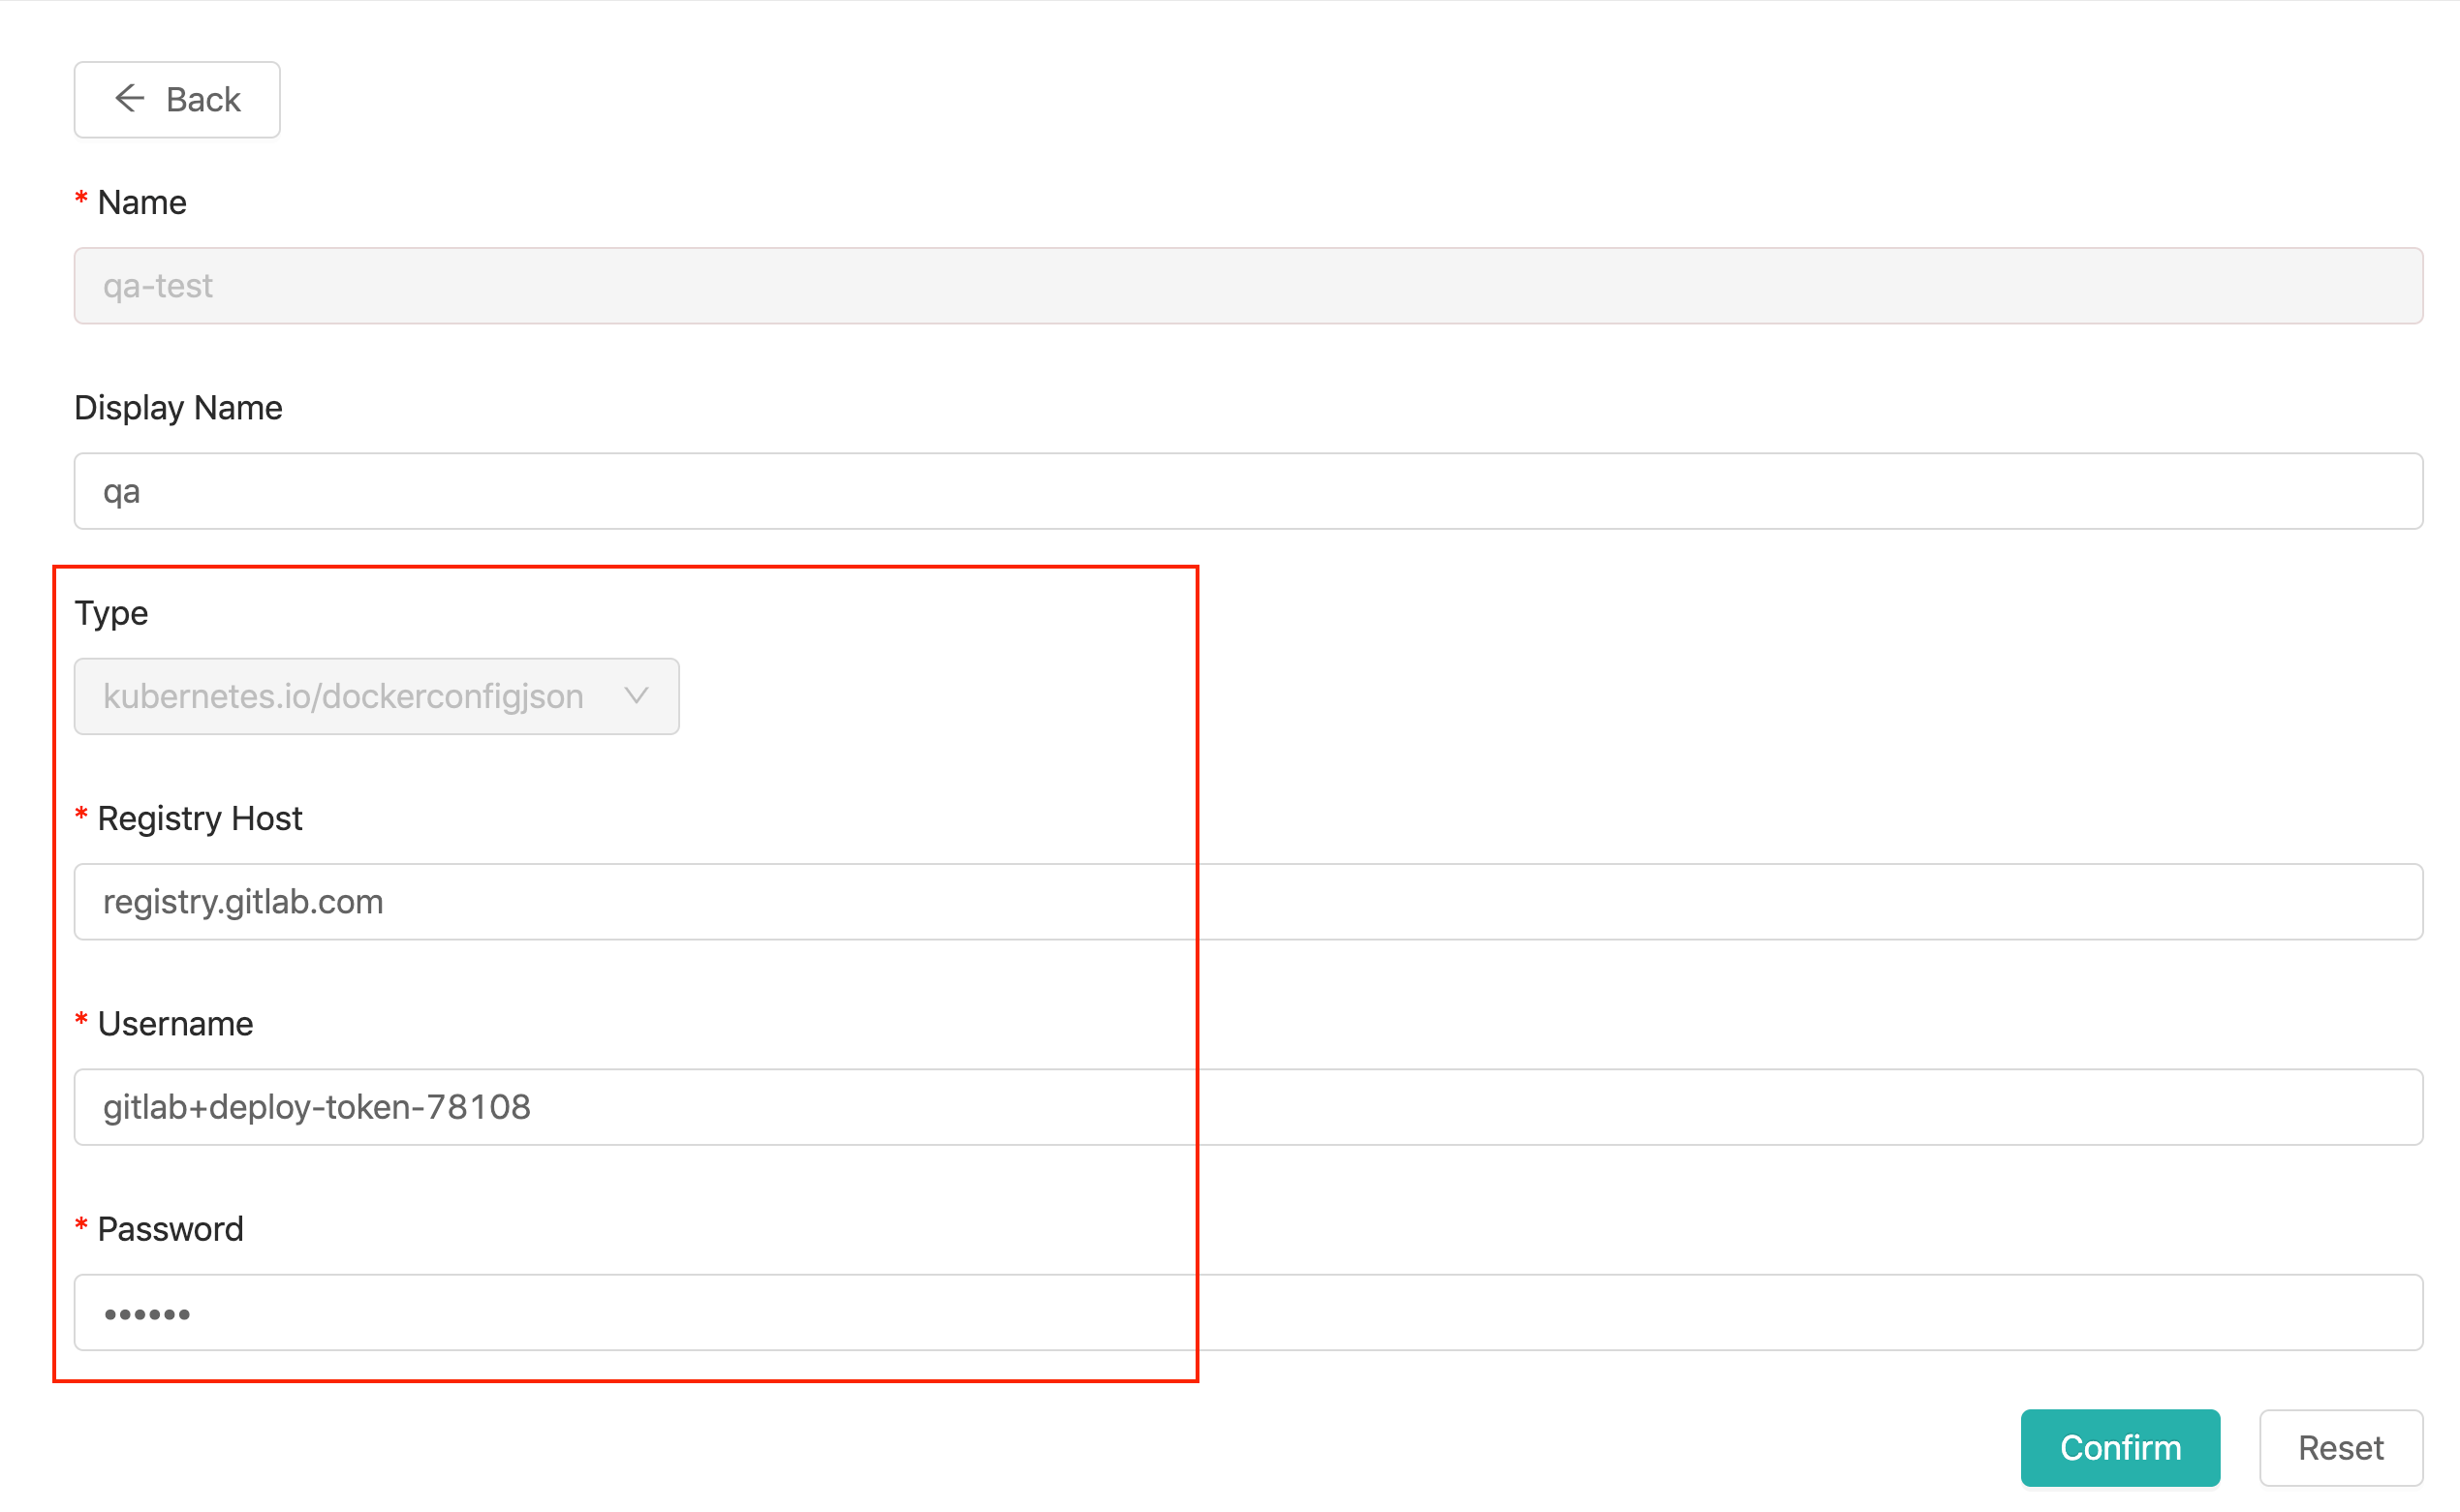 Back
* Name
qa-test
Display Name
qa
Type
kubernetes.io/dockerconfigjson
* Registry Host
registry.gitlab.com
* Username
gitlab+deploy-token-78108
* Password
••••••
Confirm Reset